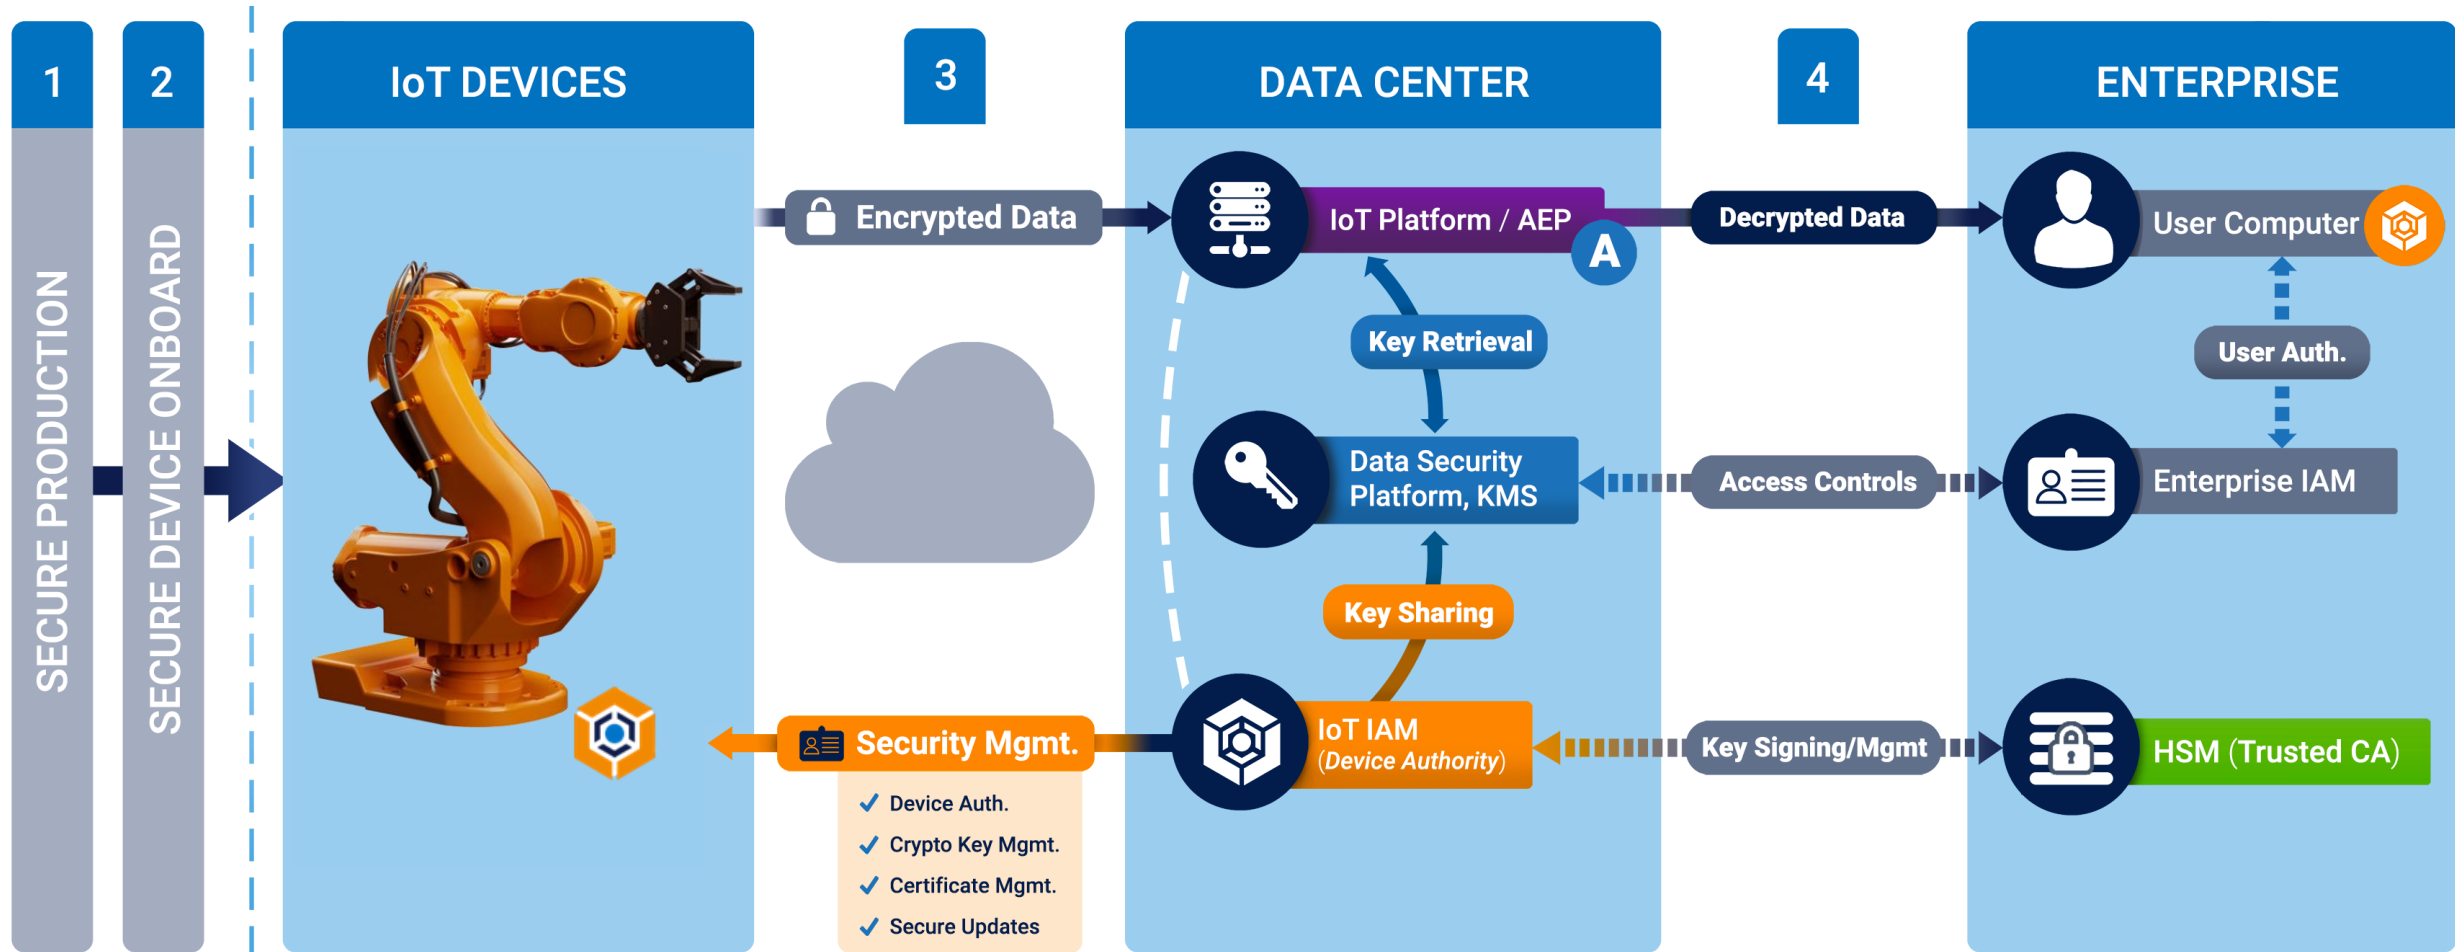 1
SECURE PRODUCTION
2
SECURE DEVICE ONBOARD
IoT DEVICES
3
Encrypted Data
Security Mgmt.
Device Auth.
Crypto Key Mgmt.
Certificate Mgmt.
Secure Updates
DATA CENTER
IoT Platform / AEP
A
Key Retrieval
Data Security
Platform, KMS
Key Sharing
IoT IAM
(Device Authority)
4
Decrypted Data
Access Controls
Key Signing/Mgmt
ENTERPRISE
User Computer
User Auth.
Enterprise IAM
HSM (Trusted CA)